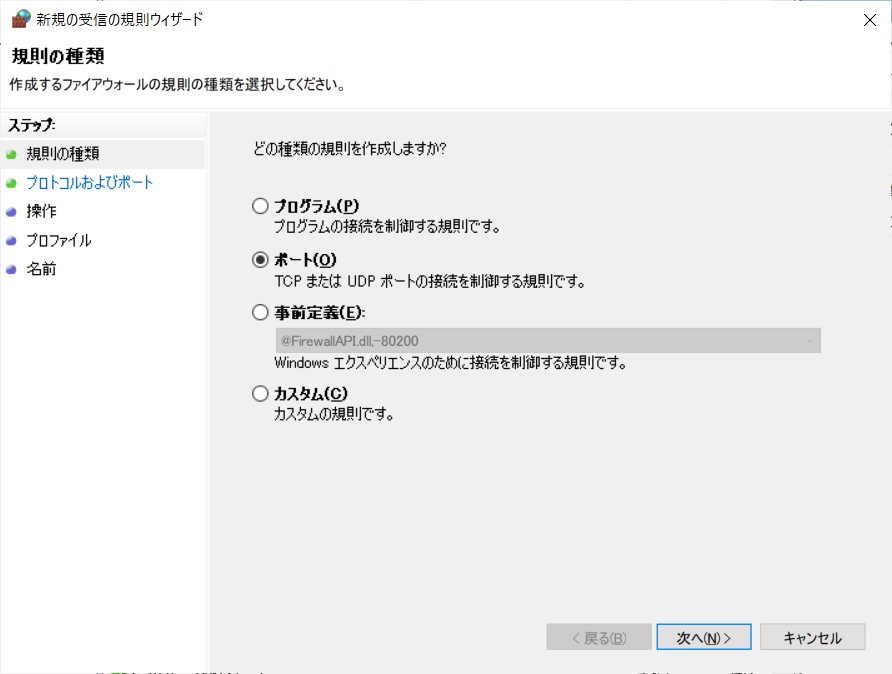 新規の受信の規則ウィザード
規則の種類
作成するファイアウォールの規則の種類を選択してください。
ステップ:
規則の種類
プロトコルおよびポート
操作
プロファイル
名前
どの種類の規則を作成しますか?
プログラム(P)
プログラムの接続を制御する規則です。
ポート(O)
TCP または UDP ポートの接続を制御する規則です。
事前定義(E):
@FirewallAPI.dll,-80200
Windows エクスペリエンスのために接続を制御する規則です。
カスタム(C)
カスタムの規則です。
< 戻る(B)
次へ(N) >
キャンセル